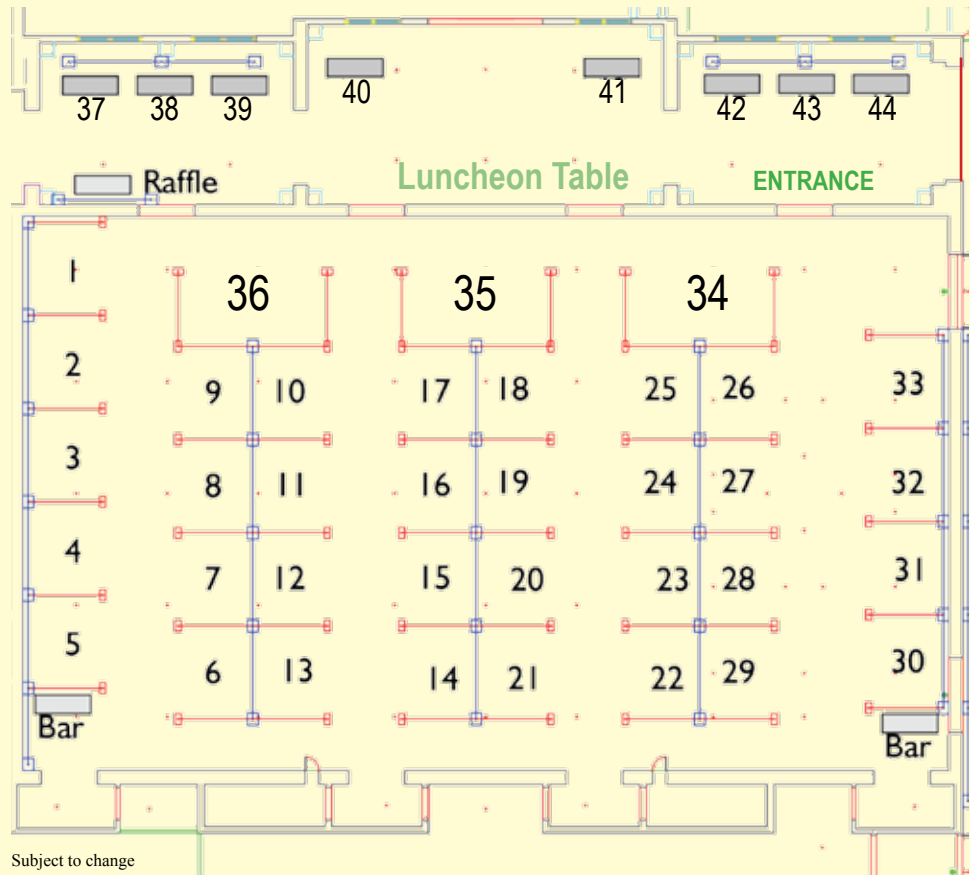 40 41
37 38 39 42 43 44
Raffle Luncheon Table ENTRANCE
1
36 35 34
2 9 10 17 18 25 26 33
3 8 11 16 19 24 27 32
4 7 12 15 20 23 28 31
5 6 13 14 21 22 29 30
Bar Bar
Subject to change